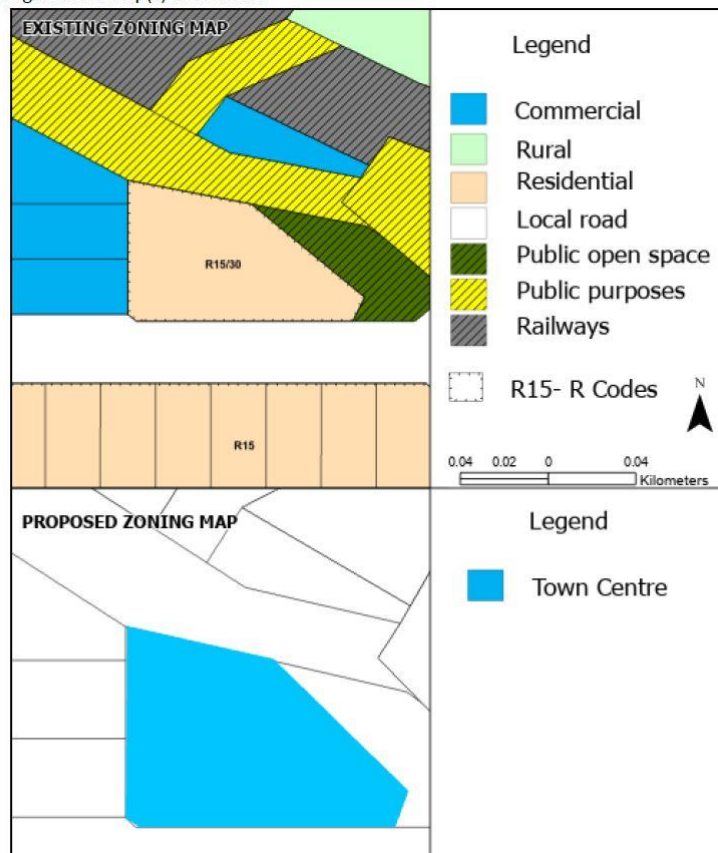 EXISTING ZONING MAP
R15/30
R15
Legend
Commercial
Rural
Residential
Local road
Public open space
Public purposes
Railways
R15- R Codes
N
0.04 0.02 0 0.04
Kilometers
PROPOSED ZONING MAP
Legend
Town Centre